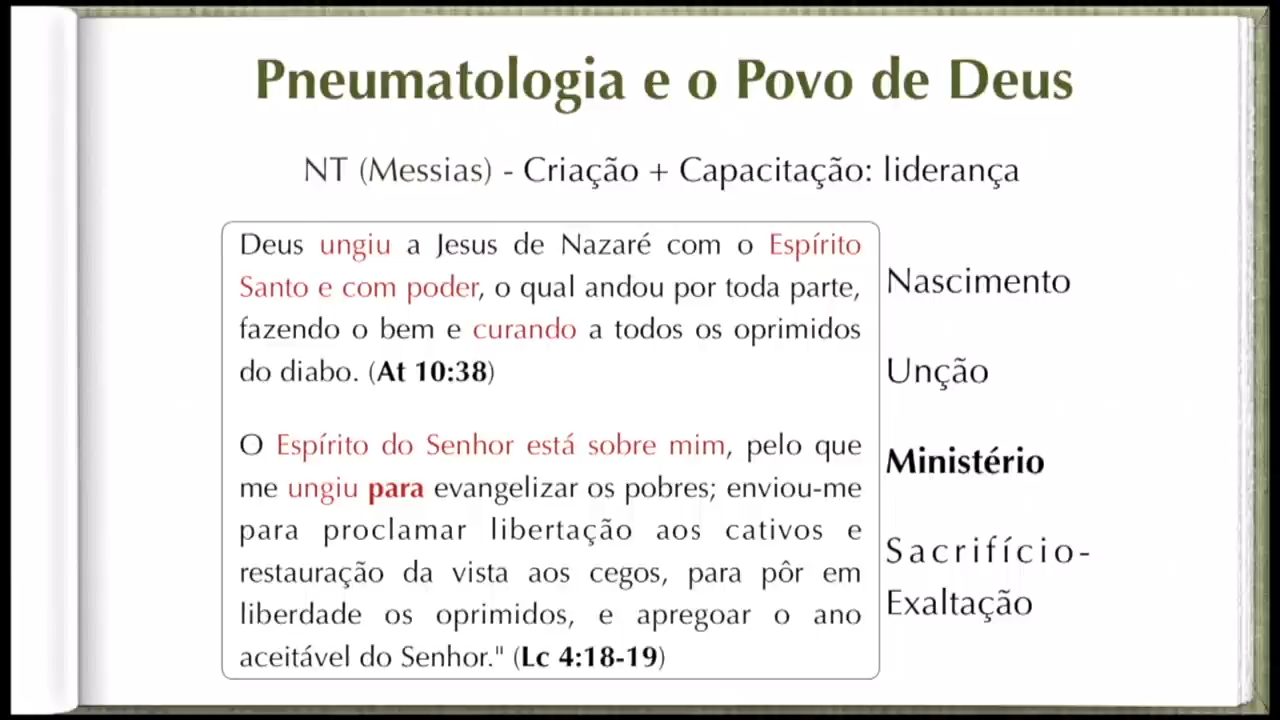 Pneumatologia e o Povo de Deus
NT (Messias) - Criação + Capacitação: liderança
Deus ungiu a Jesus de Nazaré com o Espírito
Santo e com poder, o qual andou por toda parte,
fazendo o bem e curando a todos os oprimidos
do diabo. (At 10:38)
O Espírito do Senhor está sobre mim, pelo que
me ungiu para evangelizar os pobres; enviou-me
para proclamar libertação aos cativos e
restauração da vista aos cegos, para pôr em
liberdade os oprimidos, e apregoar o ano
aceitável do Senhor." (Lc 4:18-19)
Nascimento
Unção
Ministério
Sacrifício-
Exaltação